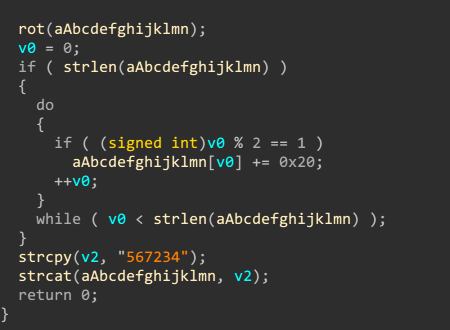 rot(aAbcdefghijklmn);
v0 = 0;
if ( strlen(aAbcdefghijklmn) )
{
do
{
if ( (signed int)v0 % 2 == 1 )
aAbcdefghijklmn[v0] += 0x20;
++v0;
}
while ( v0 < strlen(aAbcdefghijklmn) );
}
strcpy(v2, "567234");
strcat(aAbcdefghijklmn, v2);
return 0;
}